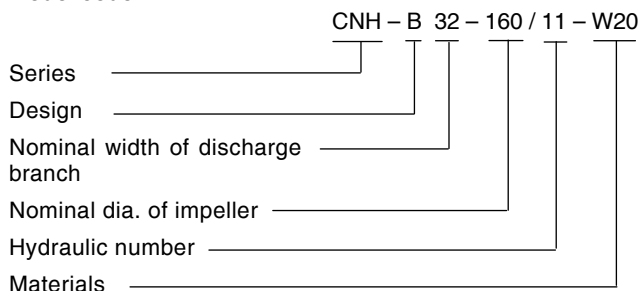 CNH – B 32 – 160 / 11 – W20
Series
Design
Nominal width of discharge
branch
Nominal dia. of impeller
Hydraulic number
Materials